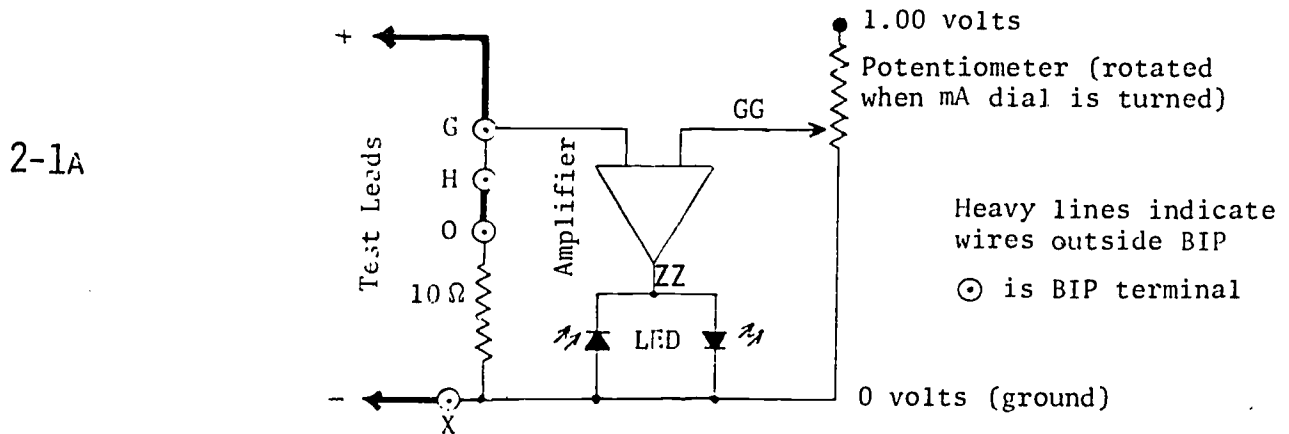 2-1A
+
Test Leads
G
H
O
10 Ω
-
X
Amplifier
GG
ZZ
LED
1.00 volts
Potentiometer (rotated
when mA dial is turned)
Heavy lines indicate
wires outside BIP
⊙ is BIP terminal
0 volts (ground)